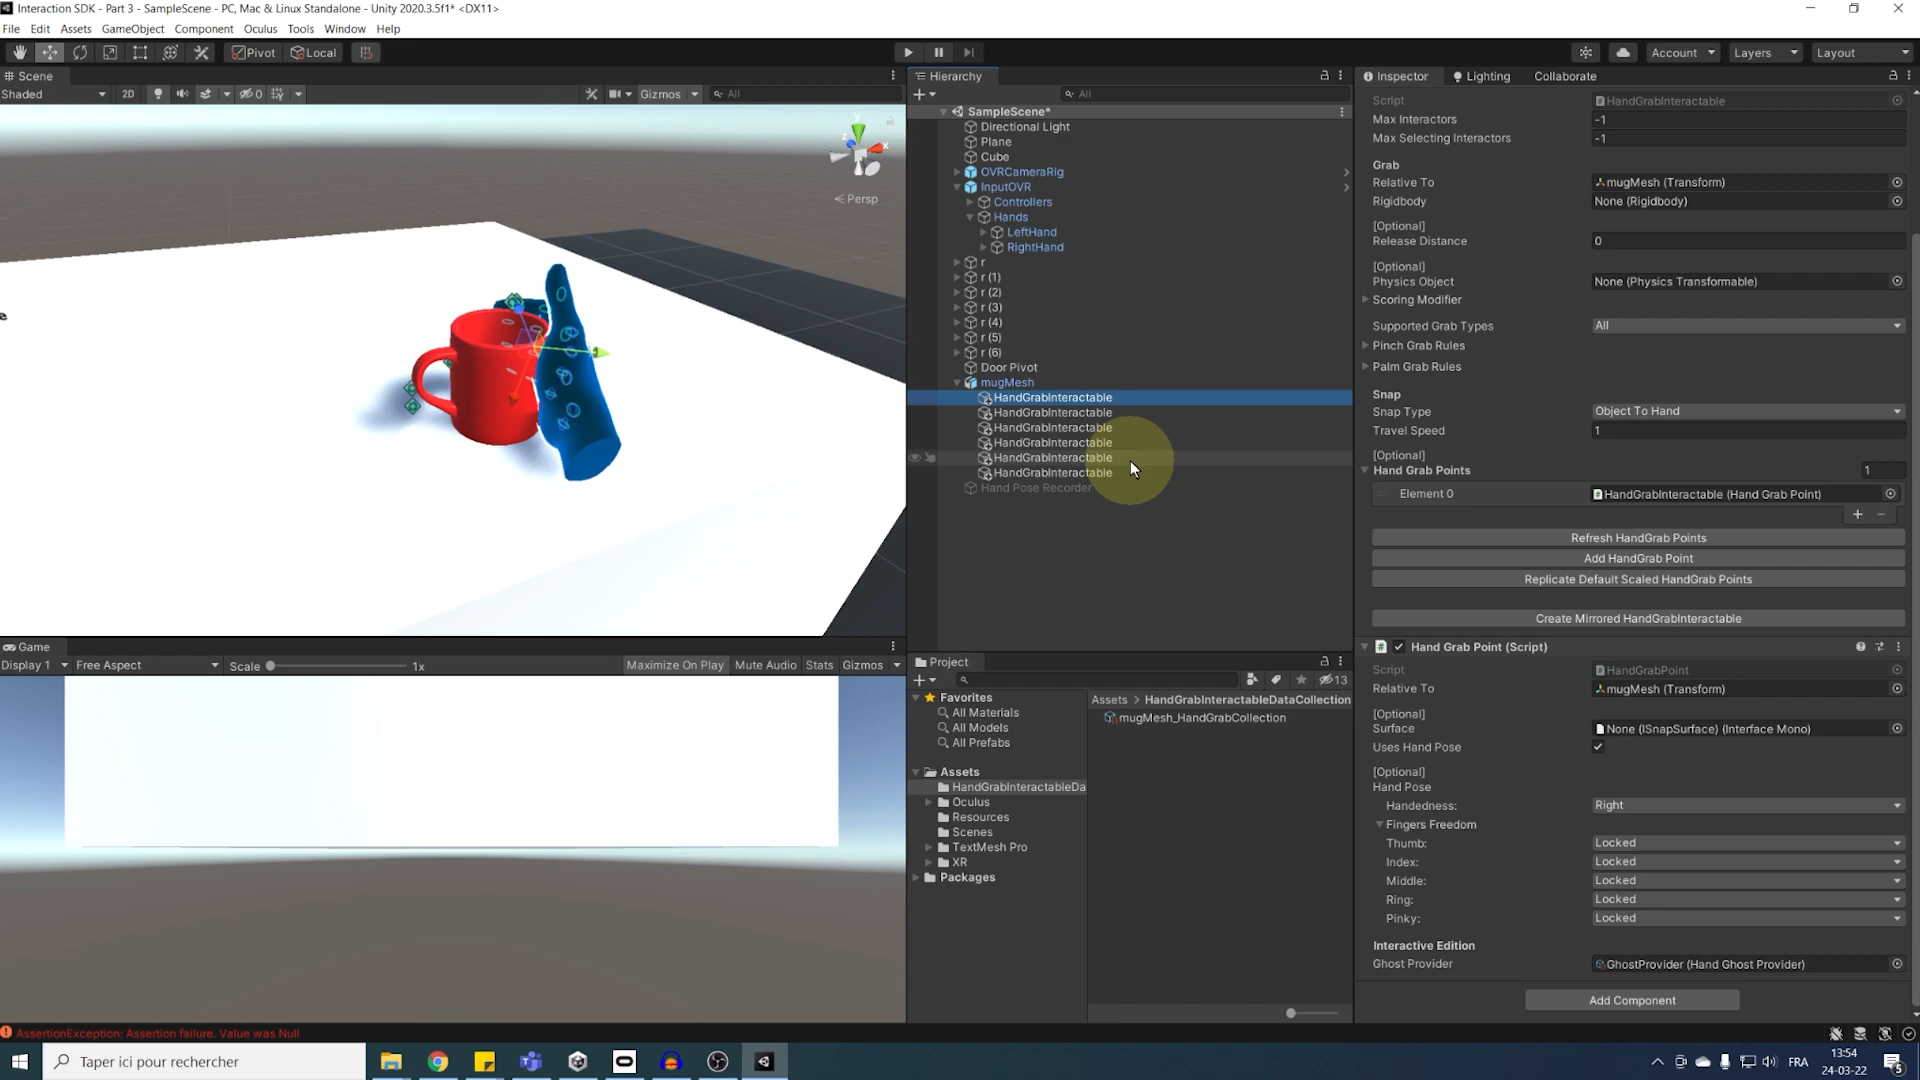 Interaction SDK - Part 3 - SampleScene - PC, Mac & Linux Standalone - Unity 2020.3.5f1* <DX11>
File Edit Assets GameObject Component Oculus Tools Window Help
Pivot Local Account Layers Layout
Scene
Shaded 2D 0 Gizmos All
y
x
z
Persp
Game
Display 1 Free Aspect Scale 1x Maximize On Play Mute Audio Stats Gizmos
Hierarchy
All
SampleScene*
Directional Light
Plane
Cube
OVRCameraRig
InputOVR
Controllers
Hands
LeftHand
RightHand
r
r (1)
r (2)
r (3)
r (4)
r (5)
r (6)
Door Pivot
mugMesh
HandGrabInteractable
HandGrabInteractable
HandGrabInteractable
HandGrabInteractable
HandGrabInteractable
HandGrabInteractable
Hand Pose Recorder
Project
13
Favorites
All Materials
All Models
All Prefabs
Assets
HandGrabInteractableDa
Oculus
Resources
Scenes
TextMesh Pro
XR
Packages
Assets > HandGrabInteractableDataCollection
mugMesh_HandGrabCollection
Inspector Lighting Collaborate
Script HandGrabInteractable
Max Interactors -1
Max Selecting Interactors -1
Grab
Relative To mugMesh (Transform)
Rigidbody None (Rigidbody)
[Optional]
Release Distance 0
[Optional]
Physics Object None (Physics Transformable)
Scoring Modifier
Supported Grab Types All
Pinch Grab Rules
Palm Grab Rules
Snap
Snap Type Object To Hand
Travel Speed 1
[Optional]
Hand Grab Points 1
Element 0 HandGrabInteractable (Hand Grab Point)
Refresh HandGrab Points
Add HandGrab Point
Replicate Default Scaled HandGrab Points
Create Mirrored HandGrabInteractable
Hand Grab Point (Script)
Script HandGrabPoint
Relative To mugMesh (Transform)
[Optional]
Surface None (ISnapSurface) (Interface Mono)
Uses Hand Pose
[Optional]
Hand Pose
Handedness: Right
Fingers Freedom
Thumb: Locked
Index: Locked
Middle: Locked
Ring: Locked
Pinky: Locked
Interactive Edition
Ghost Provider GhostProvider (Hand Ghost Provider)
Add Component
AssertionException: Assertion failure. Value was Null
Taper ici pour rechercher
FRA
13:54
24-03-22
5